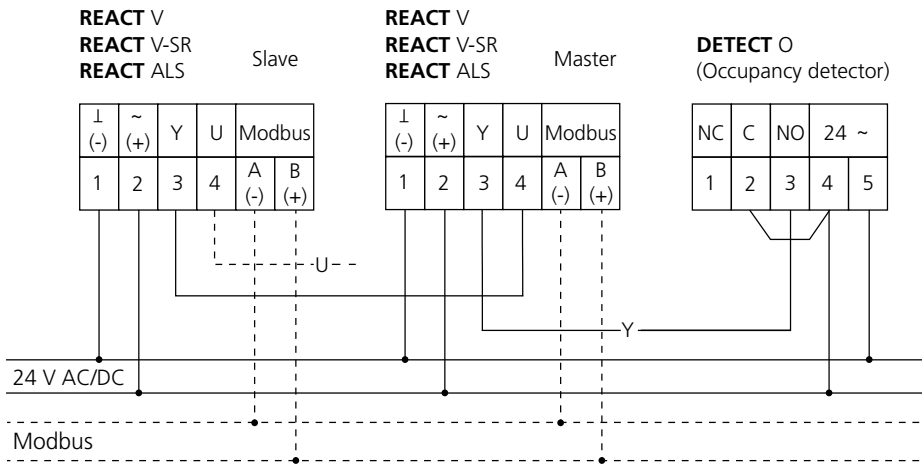 REACT V
REACT V-SR
REACT ALS
Slave
REACT V
REACT V-SR
REACT ALS
Master
DETECT O
(Occupancy detector)
⊥ ~ Y U Modbus
(-) (+)
1 2 3 4 A B
(-) (+)
⊥ ~ Y U Modbus
(-) (+)
1 2 3 4 A B
(-) (+)
NC C NO 24 ~
1 2 3 4 5
U
Y
24 V AC/DC
Modbus